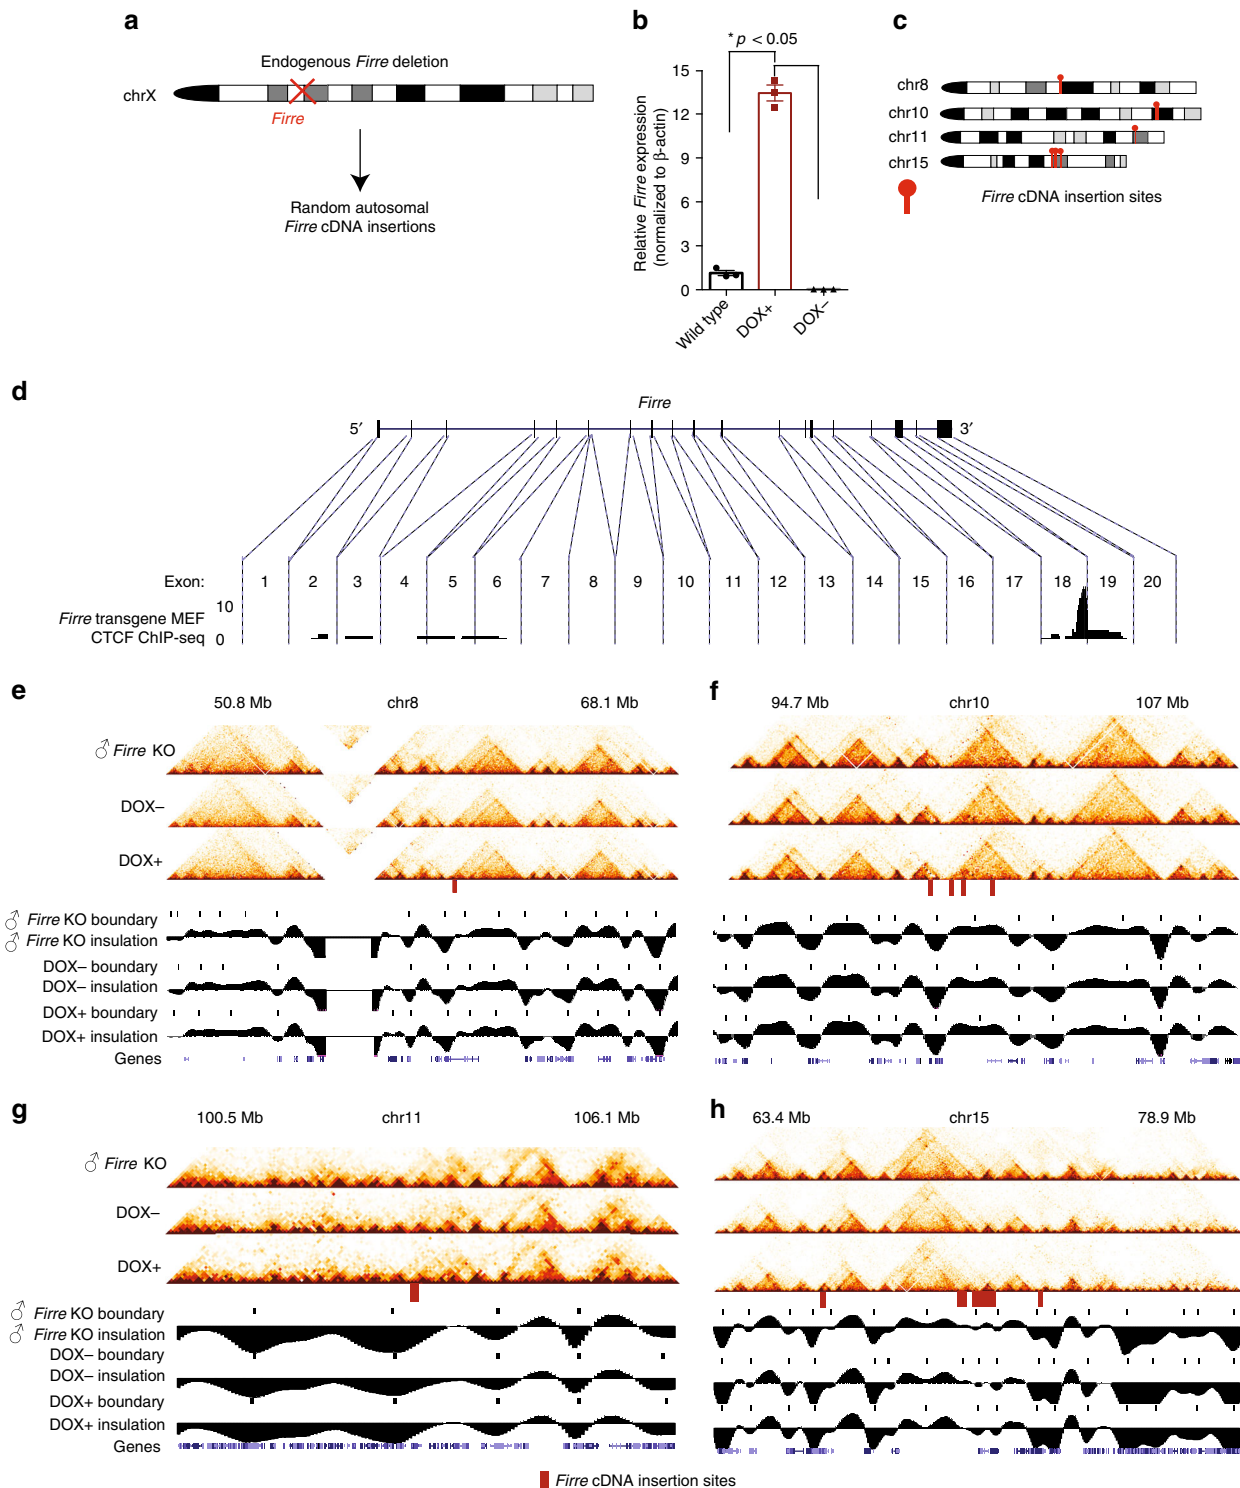 a
Endogenous Firre deletion
chrX
Firre
Random autosomal
Firre cDNA insertions
b
* p < 0.05
Relative Firre expression
(normalized to β-actin)
15
12
9
6
3
0
Wild type
DOX+
DOX–
c
chr8
chr10
chr11
chr15
Firre cDNA insertion sites
d
Firre
5′
3′
Exon:
1 2 3 4 5 6 7 8 9 10 11 12 13 14 15 16 17 18 19 20
Firre transgene MEF
CTCF ChIP-seq
10
0
e
50.8 Mb chr8 68.1 Mb
♂ Firre KO
DOX–
DOX+
♂ Firre KO boundary
♂ Firre KO insulation
DOX– boundary
DOX– insulation
DOX+ boundary
DOX+ insulation
Genes
f
94.7 Mb chr10 107 Mb
g
100.5 Mb chr11 106.1 Mb
♂ Firre KO
DOX–
DOX+
♂ Firre KO boundary
♂ Firre KO insulation
DOX– boundary
DOX– insulation
DOX+ boundary
DOX+ insulation
Genes
h
63.4 Mb chr15 78.9 Mb
Firre cDNA insertion sites